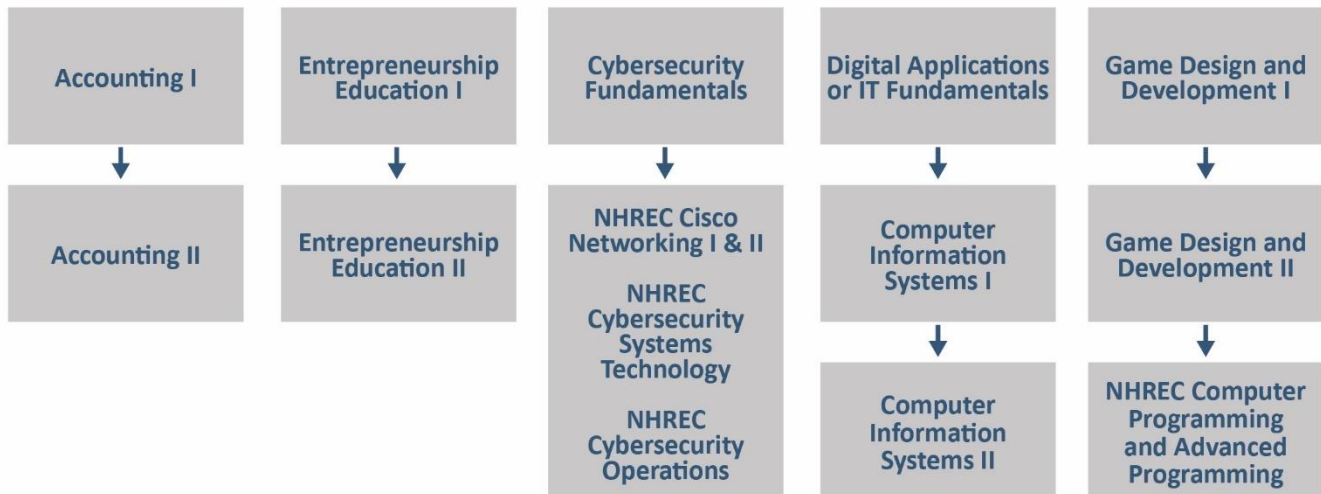 Accounting I
Entrepreneurship
Education I
Cybersecurity
Fundamentals
Digital Applications
or IT Fundamentals
Game Design and
Development I
Accounting II
Entrepreneurship
Education II
NHREC Cisco
Networking I & II
NHREC
Cybersecurity
Systems
Technology
NHREC
Cybersecurity
Operations
Computer
Information
Systems I
Game Design and
Development II
Computer
Information
Systems II
NHREC Computer
Programming
and Advanced
Programming